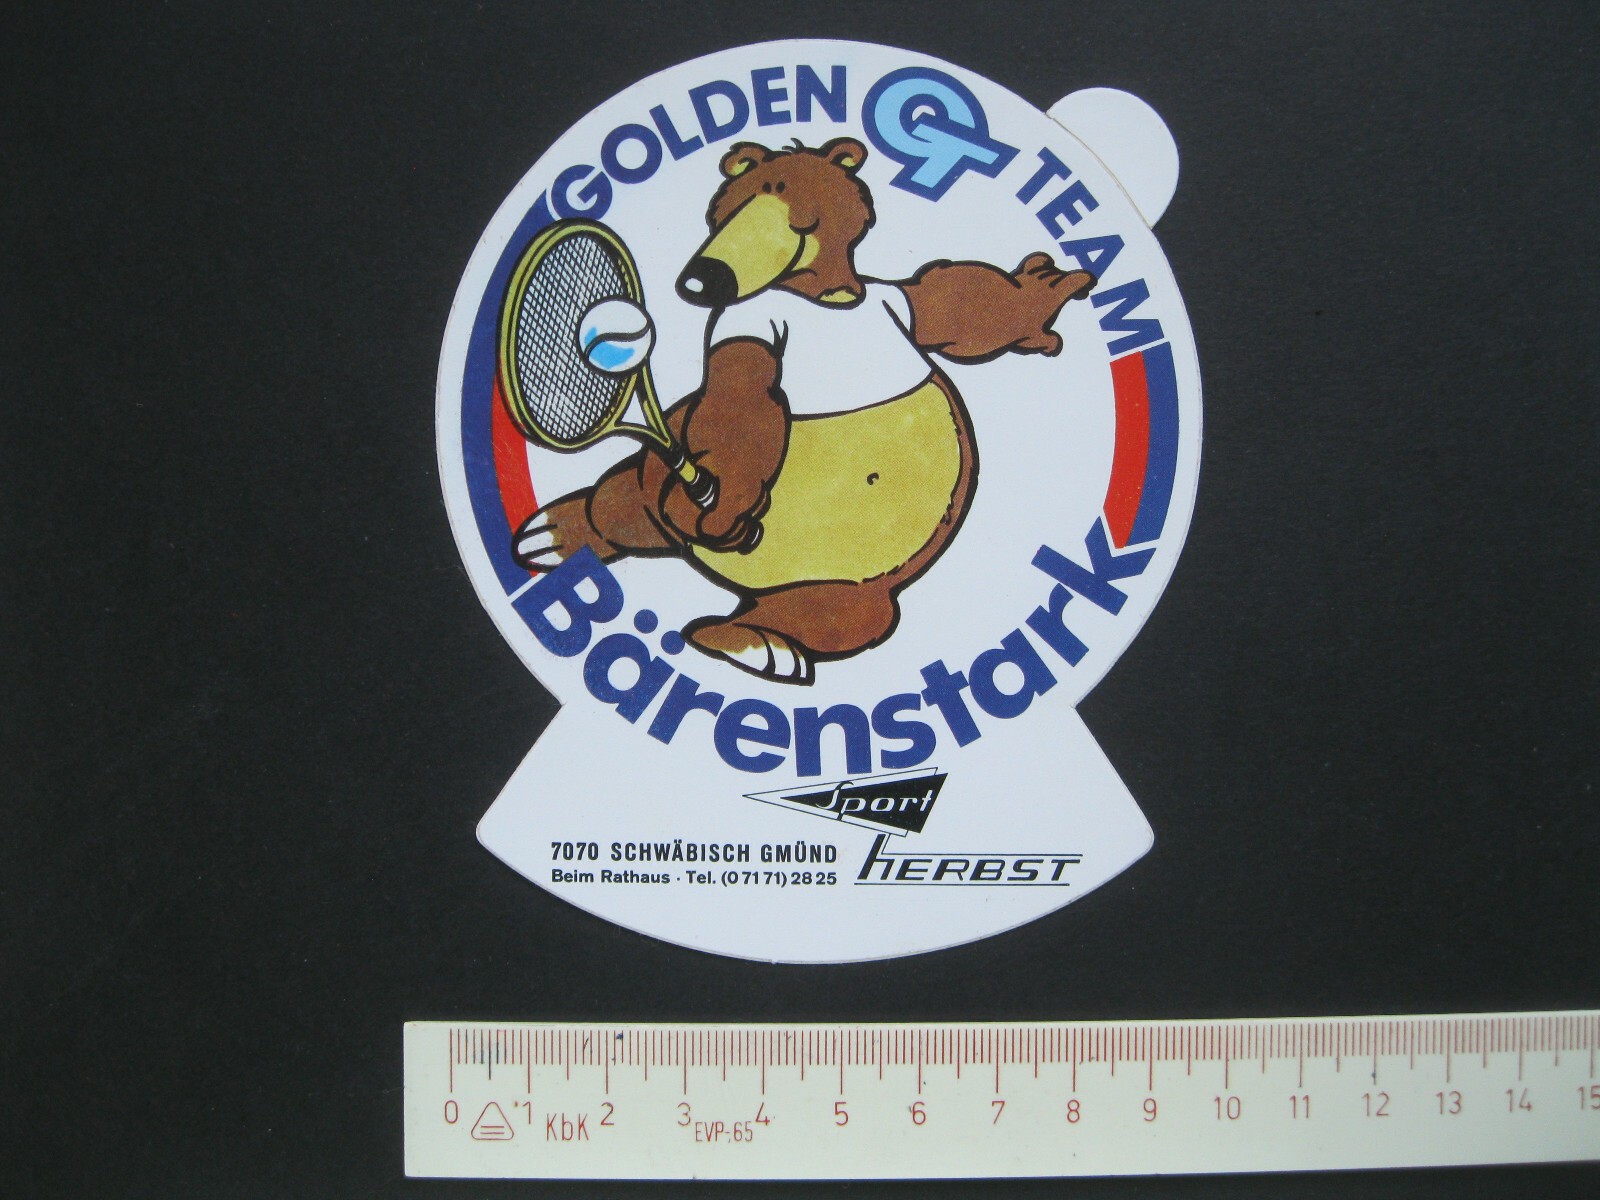 GOLDEN GT TEAM
Bärenstark
Sport
HERBST
7070 SCHWÄBISCH GMÜND
Beim Rathaus · Tel. (07171) 2825
0 1 2 3 4 5 6 7 8 9 10 11 12 13 14 15
KbK
EVP-,65